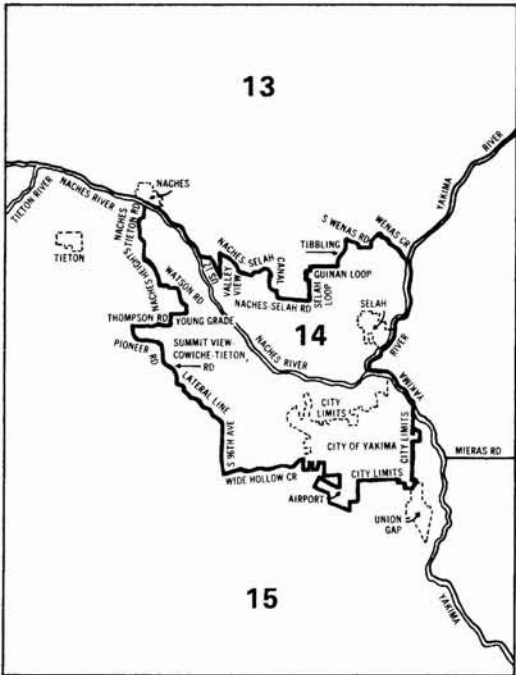 13
RIVER
YAKIMA
NACHES
TIETON RIVER
NACHES RIVER
TIETON
NACHES-
TIETON RD
NACHES HEIGHTS
WATSON RD
S WENAS RD
WENAS CR
TIBBLING
NACHES-SELAH
CANAL
VALLEY
VIEW
GUINAN LOOP
SELAH
LOOP
NACHES-SELAH RD
SELAH
THOMPSON RD
YOUNG GRADE
14
PIONEER
RD
SUMMIT VIEW-
COWICHE-TIETON
RD
NACHES RIVER
RIVER
YAKIMA
LATERAL LINE
CITY
LIMITS
S 96TH AVE
CITY OF YAKIMA
CITY LIMITS
MIERAS RD
WIDE HOLLOW CR
CITY LIMITS
AIRPORT
UNION
GAP
15
YAKIMA